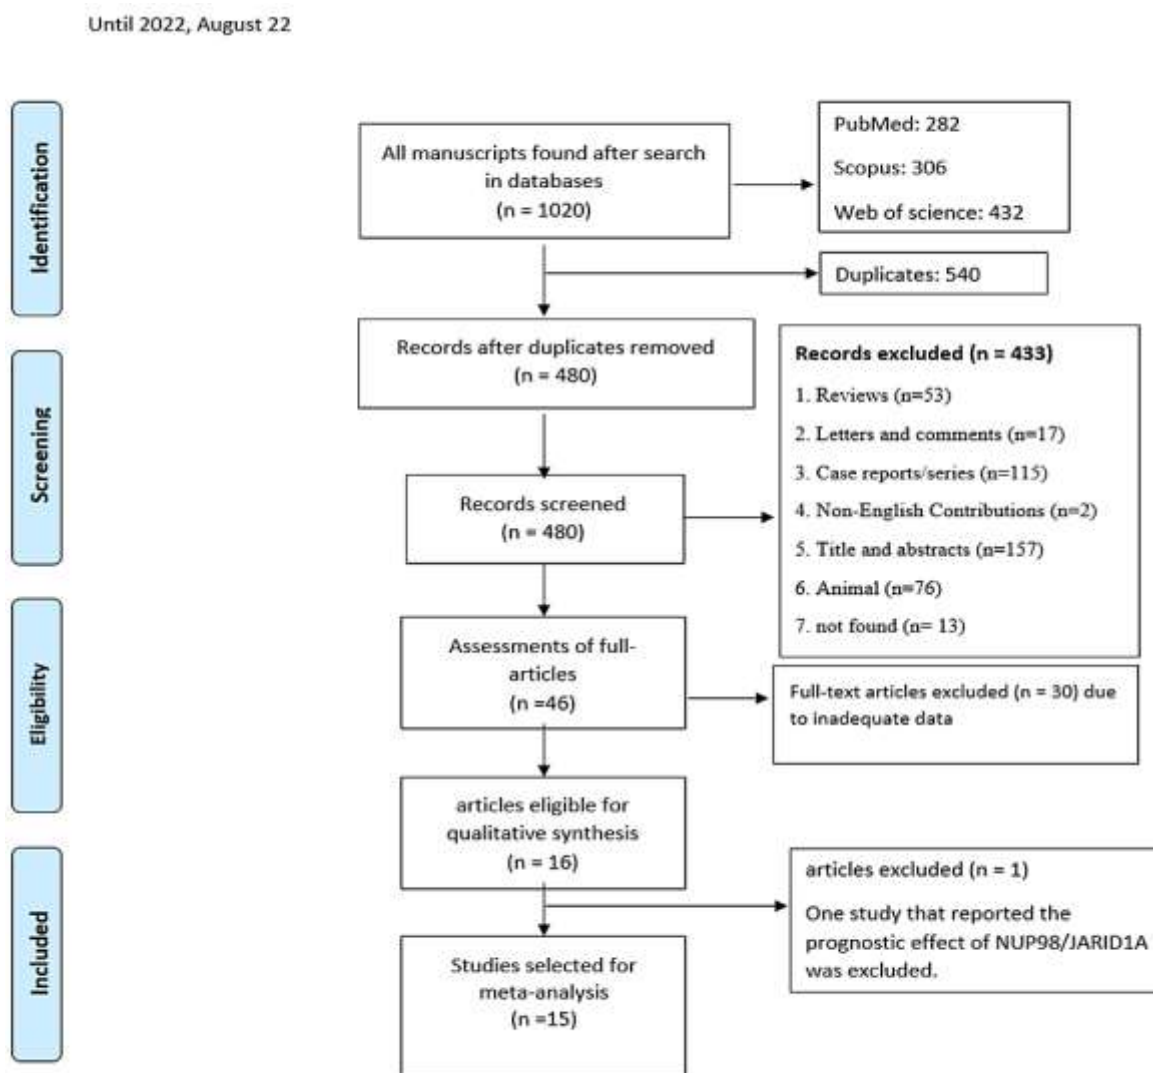 Until 2022, August 22
Identification
All manuscripts found after search
in databases
(n = 1020)
PubMed: 282
Scopus: 306
Web of science: 432
Duplicates: 540
Screening
Records after duplicates removed
(n = 480)
Records screened
(n = 480)
Records excluded (n = 433)
1. Reviews (n=53)
2. Letters and comments (n=17)
3. Case reports/series (n=115)
4. Non-English Contributions (n=2)
5. Title and abstracts (n=157)
6. Animal (n=76)
7. not found (n= 13)
Eligibility
Assessments of full-
articles
(n =46)
Full-text articles excluded (n = 30) due
to inadequate data
articles eligible for
qualitative synthesis
(n = 16)
Included
articles excluded (n = 1)
One study that reported the
prognostic effect of NUP98/JARID1A
was excluded.
Studies selected for
meta-analysis
(n =15)